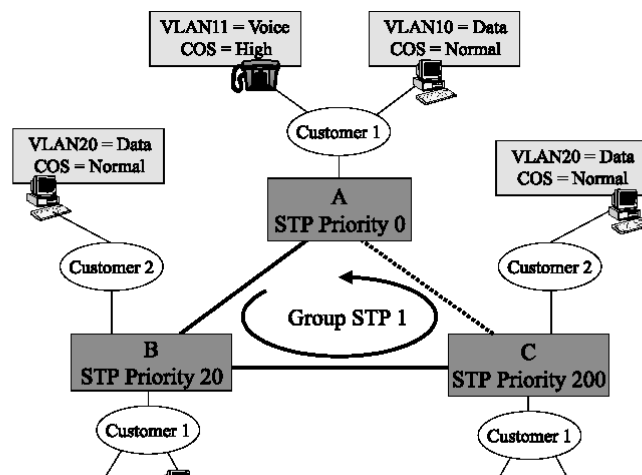 VLAN11 = Voice
COS = High
VLAN10 = Data
COS = Normal
Customer 1
VLAN20 = Data
COS = Normal
VLAN20 = Data
COS = Normal
A
STP Priority 0
Customer 2
Customer 2
Group STP 1
B
STP Priority 20
C
STP Priority 200
Customer 1
Customer 1